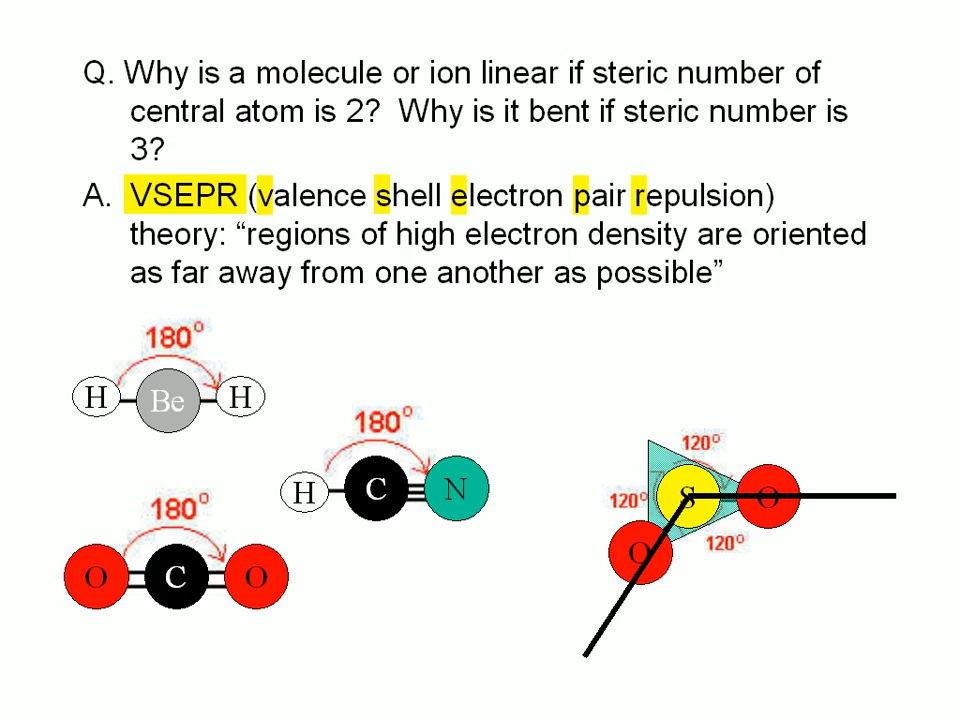 Q. Why is a molecule or ion linear if steric number of
central atom is 2? Why is it bent if steric number is
3?
A. VSEPR (valence shell electron pair repulsion)
theory: “regions of high electron density are oriented
as far away from one another as possible”
180°
H Be H
180°
H C N
180°
O C O
120°
S O
120°
O
120°